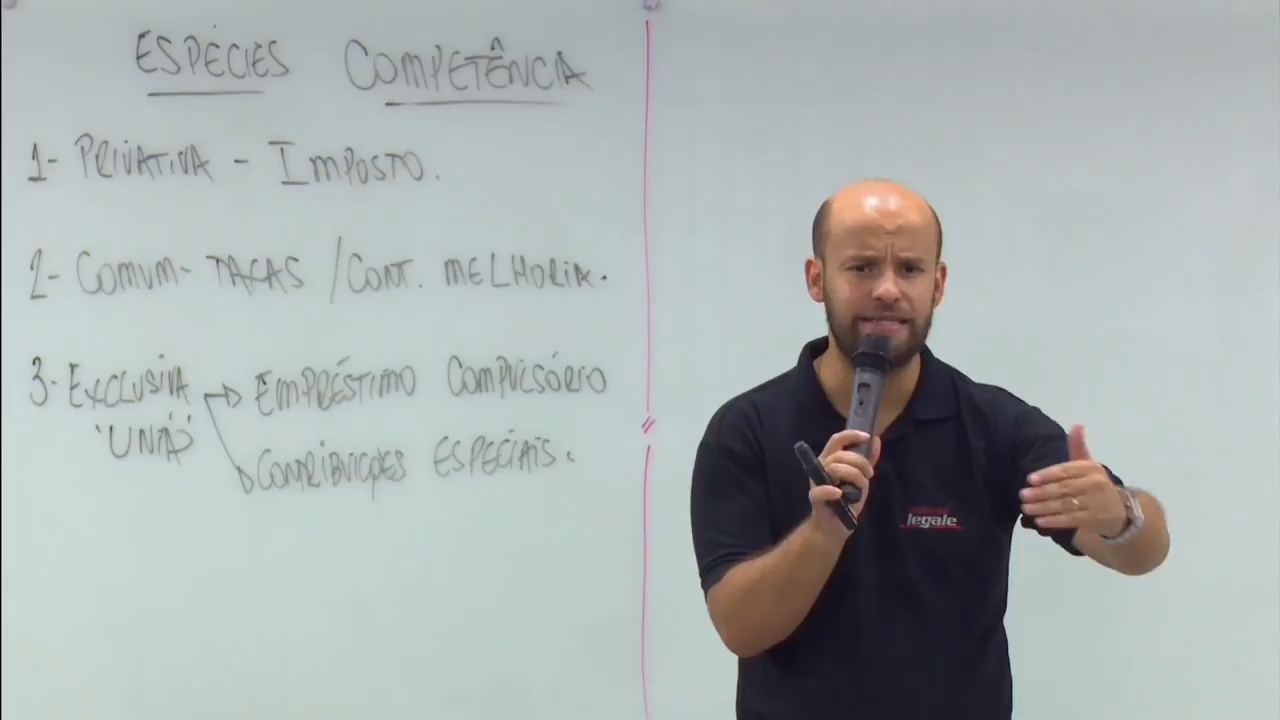 ESPÉCIES COMPETÊNCIA
1- PRIVATIVA - IMPOSTO.
2- COMUM- TAXAS / CONT. MELHORIA.
3- EXCLUSIVA → EMPRÉSTIMO COMPULSÓRIO
"UNIÃO" → CONTRIBUIÇÕES ESPECIAIS.
legale